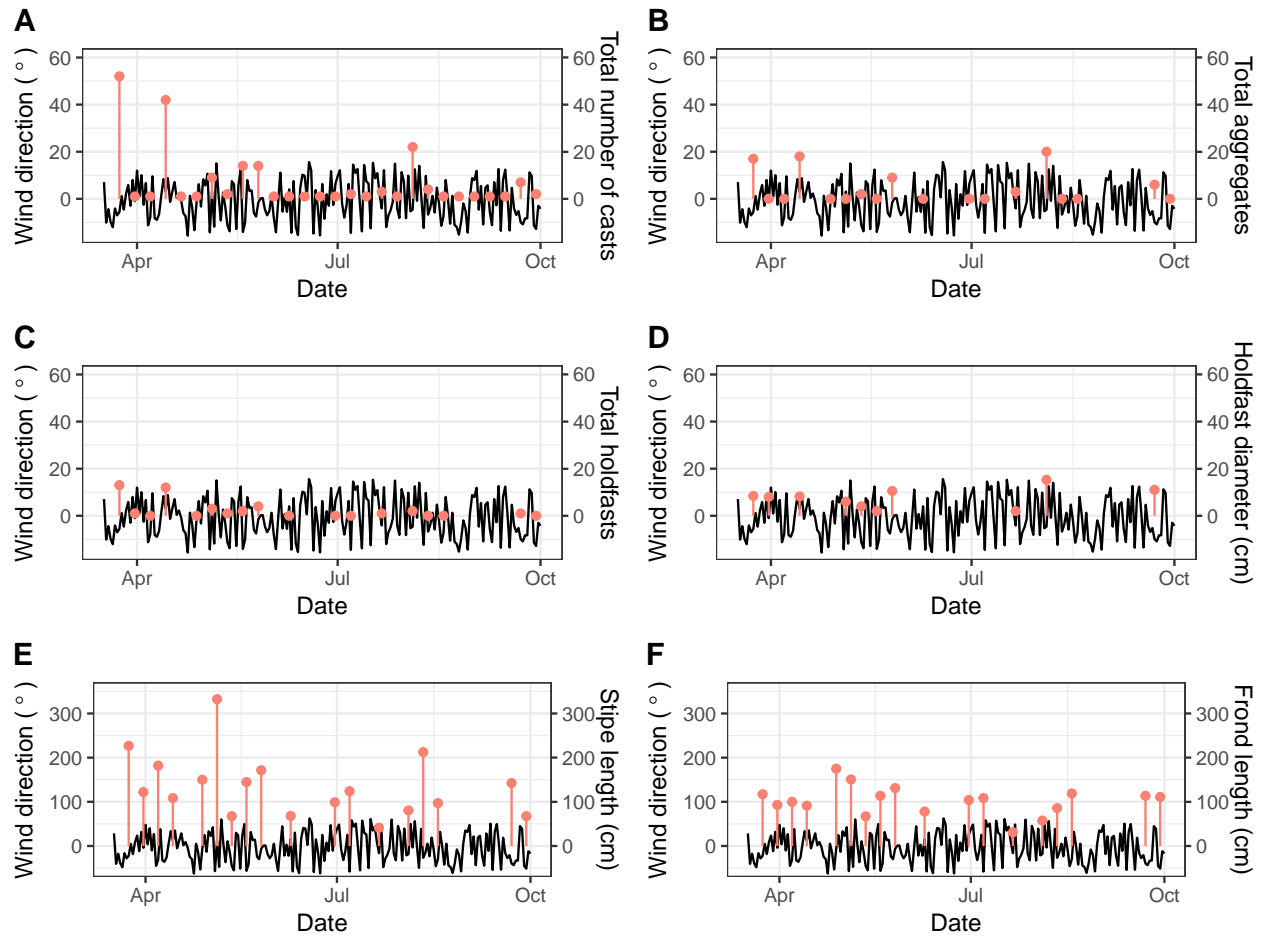 A
Wind direction ( ° )
60
40
20
0
60
40
20
0
Total number of casts
Apr
Jul
Oct
Date
B
Wind direction ( ° )
60
40
20
0
60
40
20
0
Total aggregates
Apr
Jul
Oct
Date
C
Wind direction ( ° )
60
40
20
0
60
40
20
0
Total holdfasts
Apr
Jul
Oct
Date
D
Wind direction ( ° )
60
40
20
0
60
40
20
0
Holdfast diameter (cm)
Apr
Jul
Oct
Date
E
Wind direction ( ° )
300
200
100
0
300
200
100
0
Stipe length (cm)
Apr
Jul
Oct
Date
F
Wind direction ( ° )
300
200
100
0
300
200
100
0
Frond length (cm)
Apr
Jul
Oct
Date